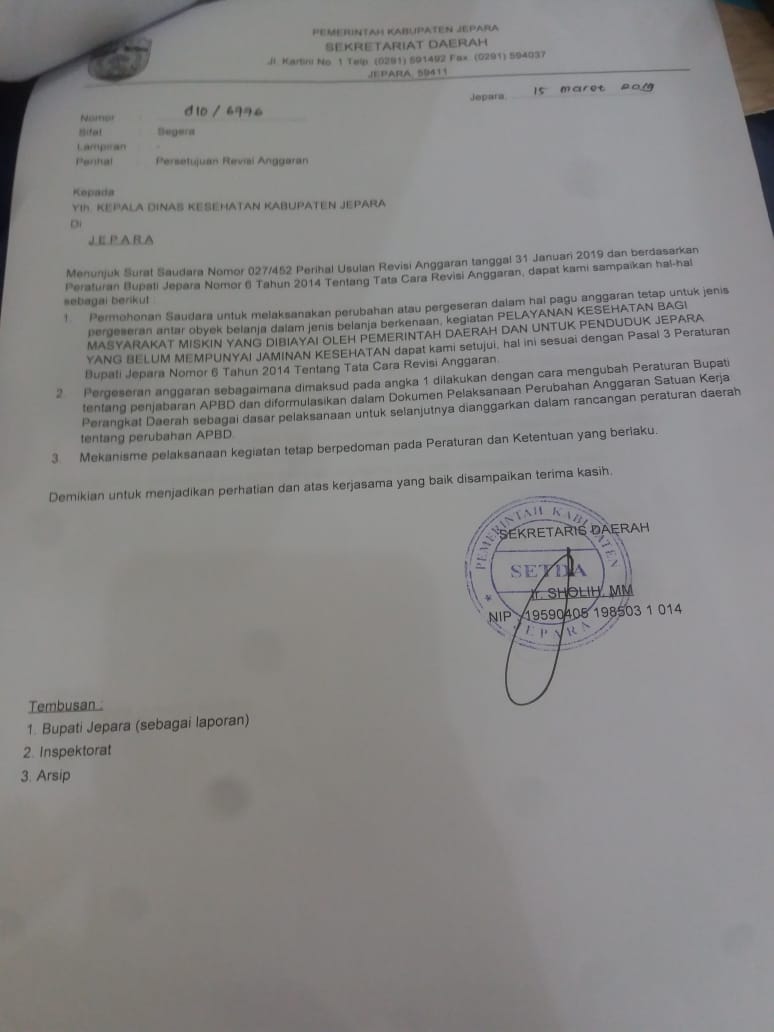 PEMERINTAH KABUPATEN JEPARA
SEKRETARIAT DAERAH
Jl. Kartini No. 1 Telp. (0291) 591492 Fax. (0291) 594037
JEPARA, 59411
Jepara, 15 maret 2019
Nomor : 010 / 6996
Sifat : Segera
Lampiran : -
Perihal : Persetujuan Revisi Anggaran
Kepada
Yth. KEPALA DINAS KESEHATAN KABUPATEN JEPARA
Di
JEPARA
Menunjuk Surat Saudara Nomor 027/452 Perihal Usulan Revisi Anggaran tanggal 31 Januari 2019 dan berdasarkan
Peraturan Bupati Jepara Nomor 6 Tahun 2014 Tentang Tata Cara Revisi Anggaran, dapat kami sampaikan hal-hal
sebagai berikut :
1. Permohonan Saudara untuk melaksanakan perubahan atau pergeseran dalam hal pagu anggaran tetap untuk jenis
pergeseran antar obyek belanja dalam jenis belanja berkenaan, kegiatan PELAYANAN KESEHATAN BAGI
MASYARAKAT MISKIN YANG DIBIAYAI OLEH PEMERINTAH DAERAH DAN UNTUK PENDUDUK JEPARA
YANG BELUM MEMPUNYAI JAMINAN KESEHATAN dapat kami setujui, hal ini sesuai dengan Pasal 3 Peraturan
Bupati Jepara Nomor 6 Tahun 2014 Tentang Tata Cara Revisi Anggaran.
2. Pergeseran anggaran sebagaimana dimaksud pada angka 1 dilakukan dengan cara mengubah Peraturan Bupati
tentang penjabaran APBD dan diformulasikan dalam Dokumen Pelaksanaan Perubahan Anggaran Satuan Kerja
Perangkat Daerah sebagai dasar pelaksanaan untuk selanjutnya dianggarkan dalam rancangan peraturan daerah
tentang perubahan APBD.
3. Mekanisme pelaksanaan kegiatan tetap berpedoman pada Peraturan dan Ketentuan yang berlaku.
Demikian untuk menjadikan perhatian dan atas kerjasama yang baik disampaikan terima kasih.
SEKRETARIS DAERAH
PEMERINTAH KABUPATEN
SETDA
JEPARA
Ir. SHOLIH, MM
NIP. 19590405 198503 1 014
Tembusan :
1. Bupati Jepara (sebagai laporan)
2. Inspektorat
3. Arsip